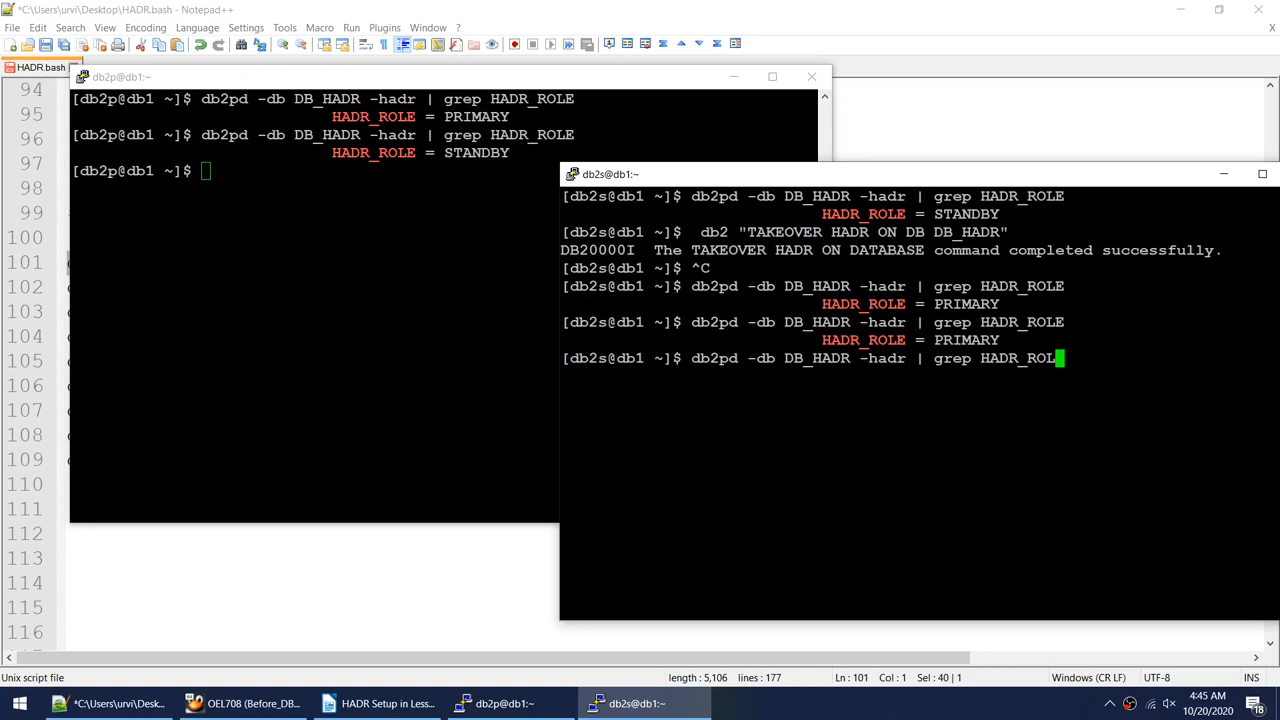 *C:\Users\urvi\Desktop\HADR.bash - Notepad++
File Edit Search View Encoding Language Settings Tools Macro Run Plugins Window ?
X
HADR.bash
94
95
96
97
98
99
100
101
102
103
104
105
106
107
108
109
110
111
112
113
114
115
116
db2p@db1:~
[db2p@db1 ~]$ db2pd -db DB_HADR -hadr | grep HADR_ROLE
HADR_ROLE = PRIMARY
[db2p@db1 ~]$ db2pd -db DB_HADR -hadr | grep HADR_ROLE
HADR_ROLE = STANDBY
[db2p@db1 ~]$
db2s@db1:~
[db2s@db1 ~]$ db2pd -db DB_HADR -hadr | grep HADR_ROLE
HADR_ROLE = STANDBY
[db2s@db1 ~]$  db2 "TAKEOVER HADR ON DB DB_HADR"
DB20000I  The TAKEOVER HADR ON DATABASE command completed successfully.
[db2s@db1 ~]$ ^C
[db2s@db1 ~]$ db2pd -db DB_HADR -hadr | grep HADR_ROLE
HADR_ROLE = PRIMARY
[db2s@db1 ~]$ db2pd -db DB_HADR -hadr | grep HADR_ROLE
HADR_ROLE = PRIMARY
[db2s@db1 ~]$ db2pd -db DB_HADR -hadr | grep HADR_ROL
Unix script file length : 5,106 lines : 177 Ln : 101 Col : 1 Sel : 40 | 1 Windows (CR LF) UTF-8 INS
*C:\Users\urvi\Deskt... OEL708 (Before_DB... HADR Setup in Less... db2p@db1:~ db2s@db1:~ 4:45 AM
10/20/2020
18